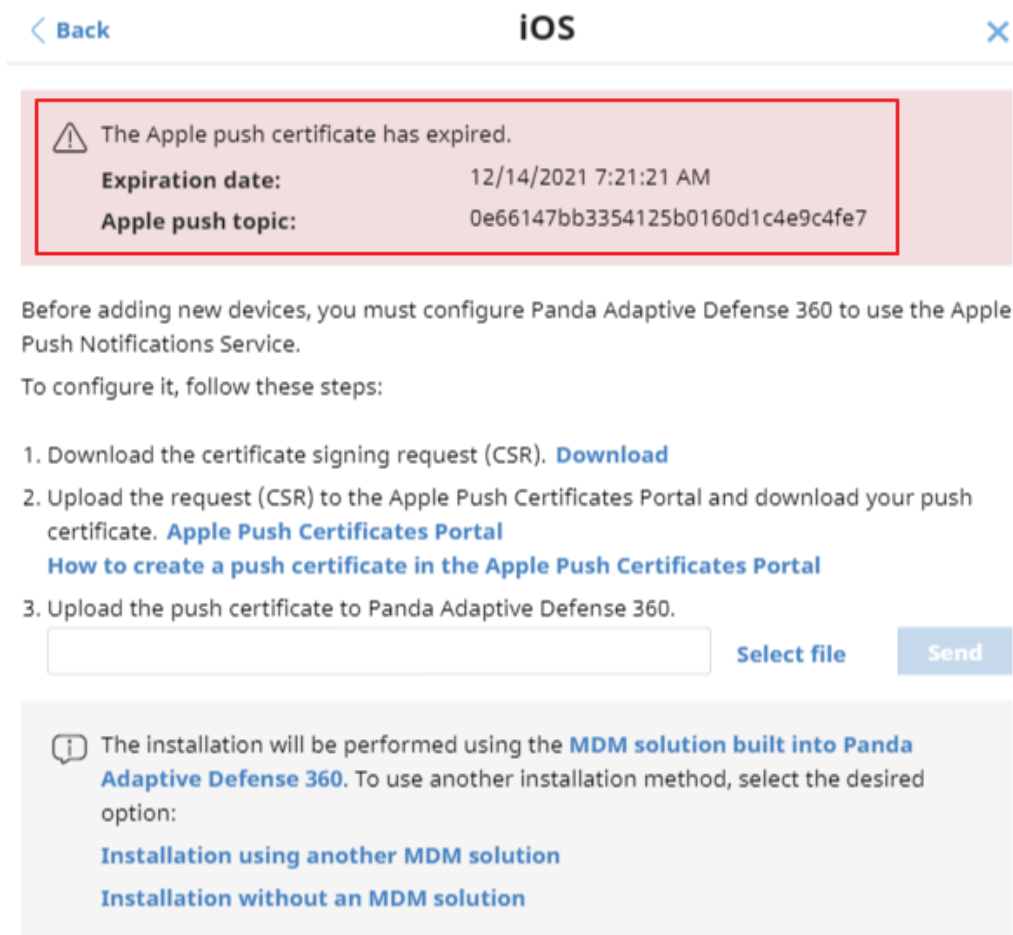 Back
iOS
The Apple push certificate has expired.
Expiration date: 12/14/2021 7:21:21 AM
Apple push topic: 0e66147bb3354125b0160d1c4e9c4fe7
Before adding new devices, you must configure Panda Adaptive Defense 360 to use the Apple
Push Notifications Service.
To configure it, follow these steps:
1. Download the certificate signing request (CSR). Download
2. Upload the request (CSR) to the Apple Push Certificates Portal and download your push
certificate. Apple Push Certificates Portal
How to create a push certificate in the Apple Push Certificates Portal
3. Upload the push certificate to Panda Adaptive Defense 360.
Select file Send
The installation will be performed using the MDM solution built into Panda
Adaptive Defense 360. To use another installation method, select the desired
option:
Installation using another MDM solution
Installation without an MDM solution